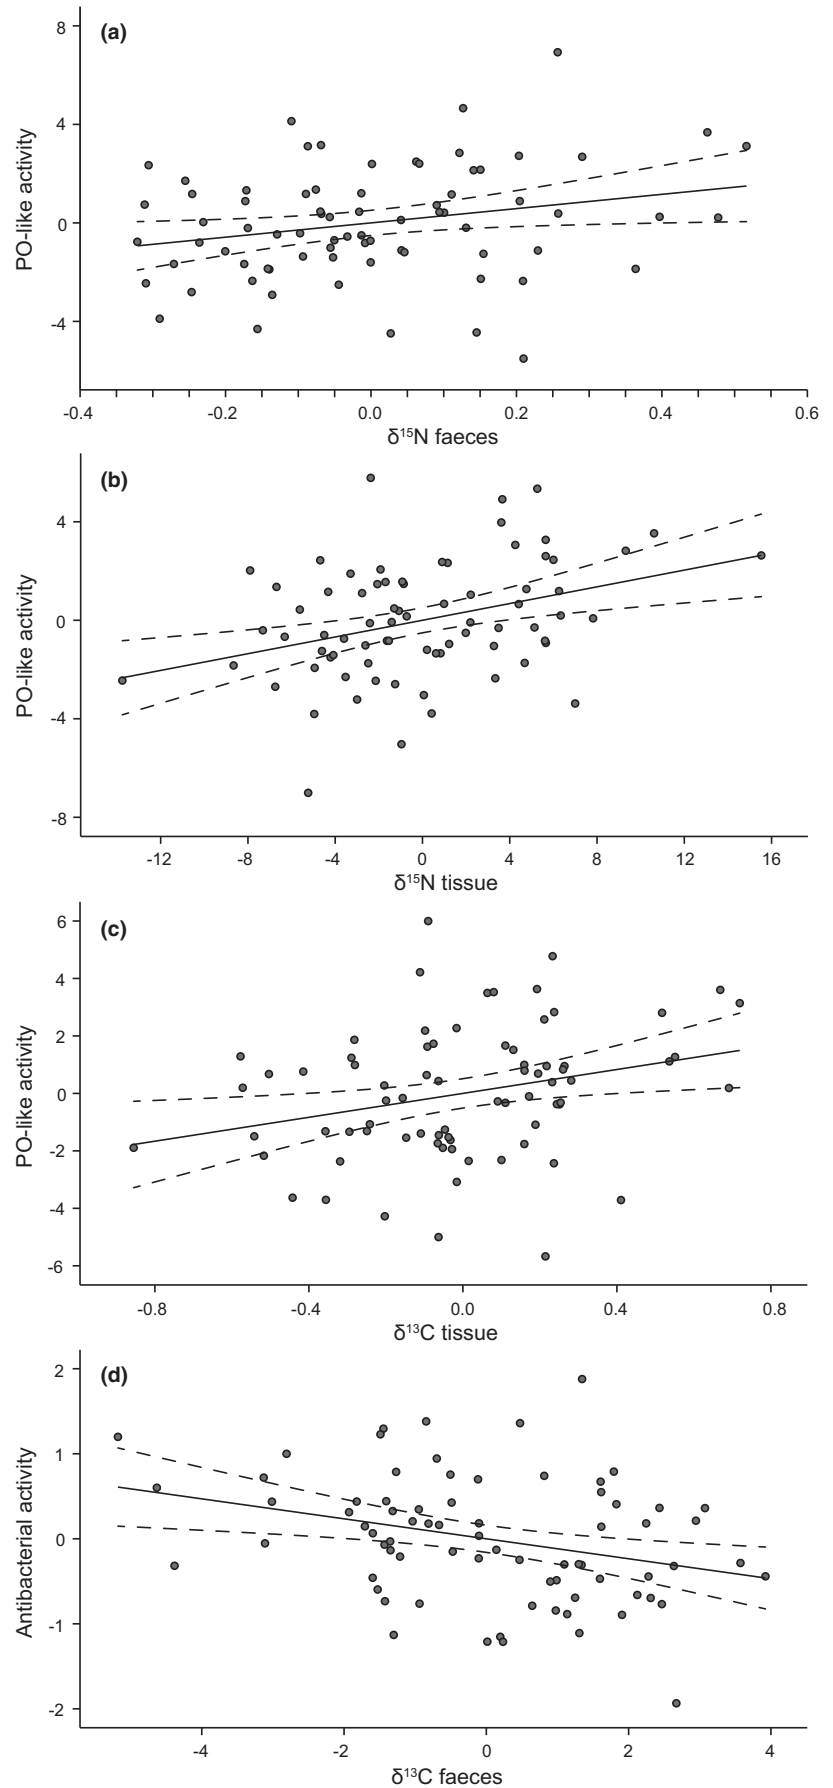 (a)
PO-like activity
8
4
0
-4
-0.4 -0.2 0.0 0.2 0.4 0.6
δ¹⁵N faeces
(b)
PO-like activity
4
0
-4
-8
-12 -8 -4 0 4 8 12 16
δ¹⁵N tissue
(c)
PO-like activity
6
4
2
0
-2
-4
-6
-0.8 -0.4 0.0 0.4 0.8
δ¹³C tissue
(d)
Antibacterial activity
2
1
0
-1
-2
-4 -2 0 2 4
δ¹³C faeces